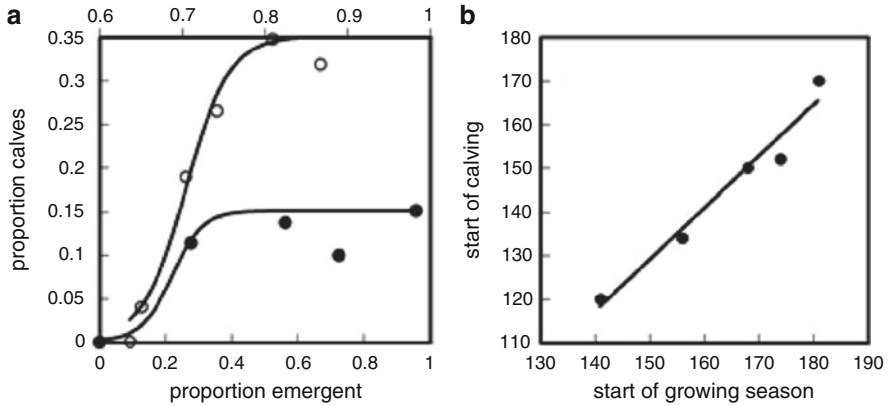 a
0.6 0.7 0.8 0.9 1
0.35
0.3
0.25
0.2
0.15
0.1
0.05
0
proportion calves
0 0.2 0.4 0.6 0.8 1
proportion emergent
b
180
170
160
150
140
130
120
110
start of calving
130 140 150 160 170 180 190
start of growing season